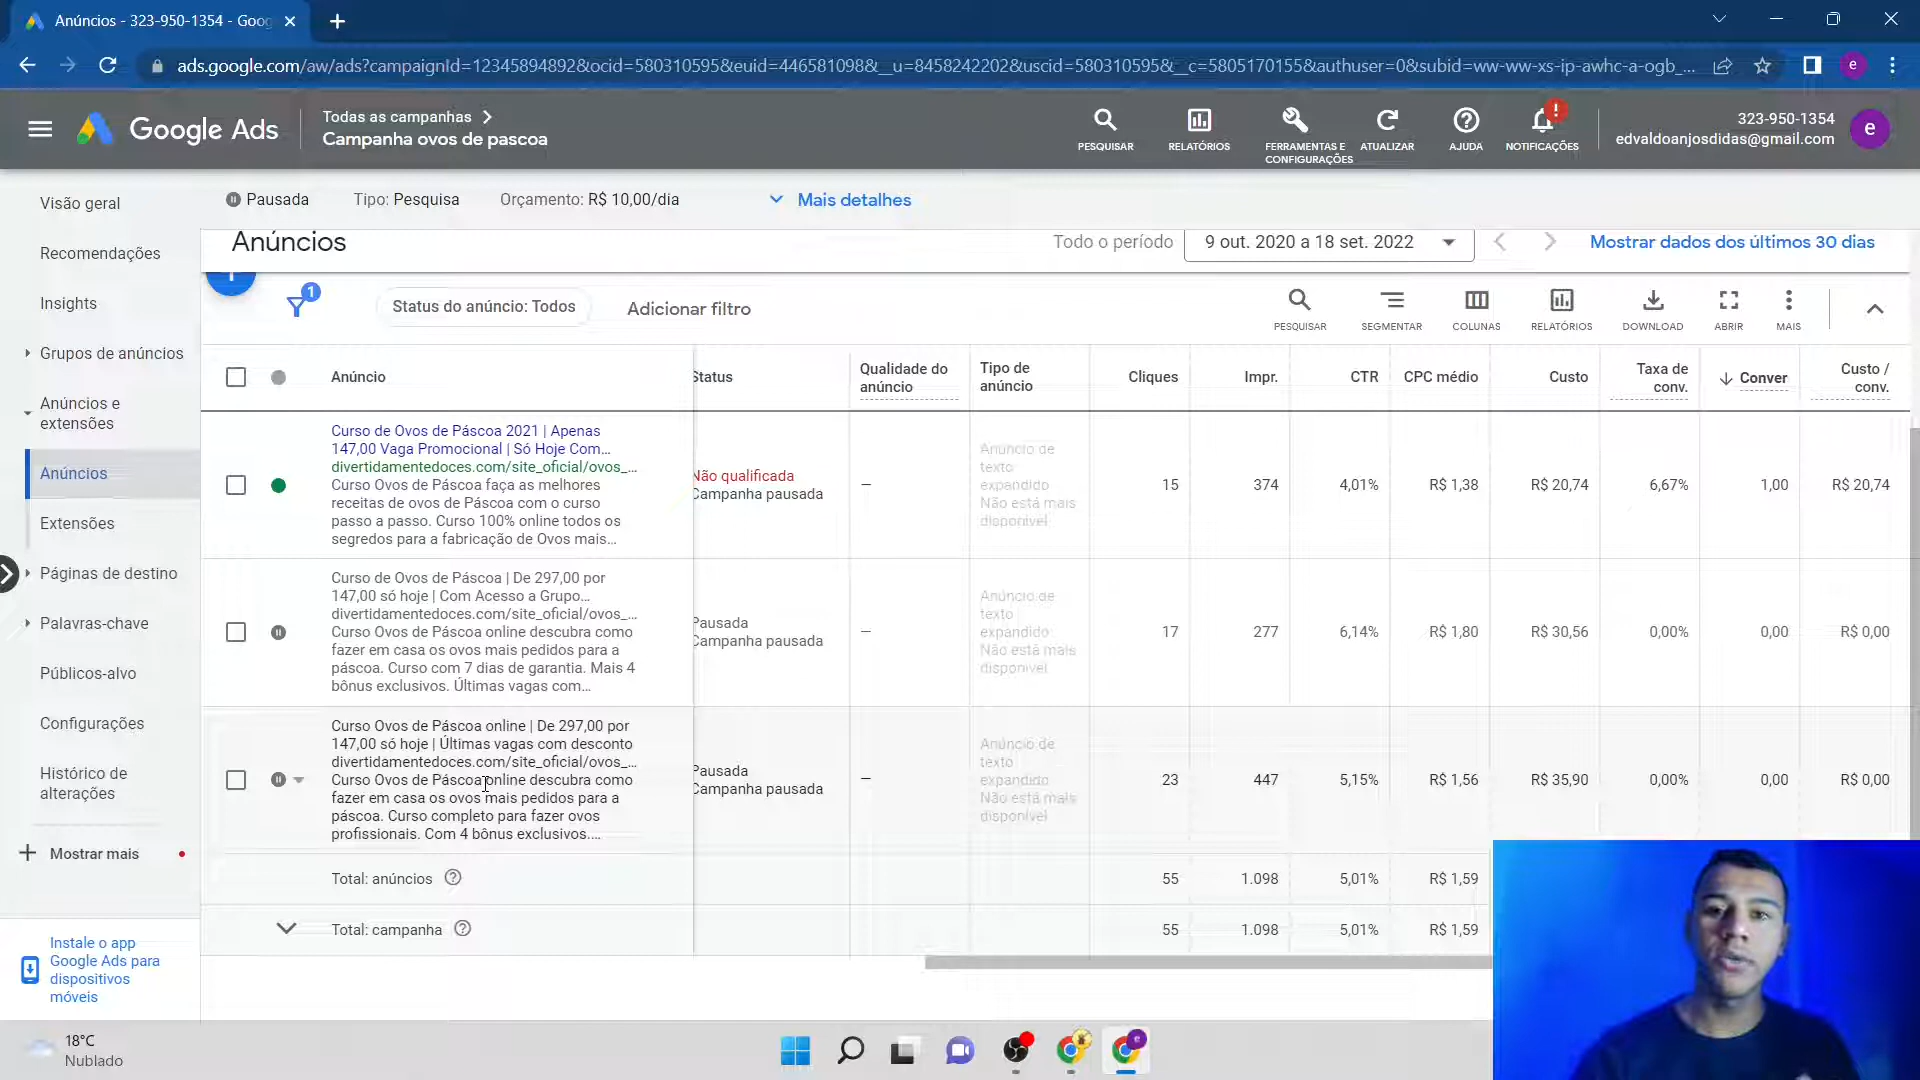 Anúncios - 323-950-1354 - Goog
ads.google.com/aw/ads?campaignId=12345894892&ocid=580310595&euid=446581098&__u=8458242202&uscid=580310595&__c=5805170155&authuser=0&subid=ww-ww-xs-ip-awhc-a-ogb_...
e
Google Ads
Todas as campanhas
Campanha ovos de pascoa
PESQUISAR
RELATÓRIOS
FERRAMENTAS E CONFIGURAÇÕES
ATUALIZAR
AJUDA
!
NOTIFICAÇÕES
323-950-1354
edvaldoanjosdidas@gmail.com
e
Visão geral
Recomendações
Insights
Grupos de anúncios
Anúncios e
extensões
Anúncios
Extensões
Páginas de destino
Palavras-chave
Públicos-alvo
Configurações
Histórico de
alterações
Mostrar mais
Instale o app
Google Ads para
dispositivos
móveis
Pausada Tipo: Pesquisa Orçamento: R$ 10,00/dia Mais detalhes
Anúncios
Todo o período 9 out. 2020 a 18 set. 2022 Mostrar dados dos últimos 30 dias
1
Status do anúncio: Todos Adicionar filtro
PESQUISAR SEGMENTAR COLUNAS RELATÓRIOS DOWNLOAD ABRIR MAIS
Anúncio
Status
Qualidade do
anúncio
Tipo de
anúncio
Cliques
Impr.
CTR
CPC médio
Custo
Taxa de
conv.
Conver
Custo /
conv.
Curso de Ovos de Páscoa 2021 | Apenas
147,00 Vaga Promocional | Só Hoje Com...
divertidamentedoces.com/site_oficial/ovos_...
Curso Ovos de Páscoa faça as melhores
receitas de ovos de Páscoa com o curso
passo a passo. Curso 100% online todos os
segredos para a fabricação de Ovos mais...
Não qualificada
Campanha pausada
—
Anúncio de
texto
expandido
Não está mais
disponível
15 374 4,01% R$ 1,38 R$ 20,74 6,67% 1,00 R$ 20,74
Curso de Ovos de Páscoa | De 297,00 por
147,00 só hoje | Com Acesso a Grupo...
divertidamentedoces.com/site_oficial/ovos_...
Curso Ovos de Páscoa online descubra como
fazer em casa os ovos mais pedidos para a
páscoa. Curso com 7 dias de garantia. Mais 4
bônus exclusivos. Últimas vagas com...
Pausada
Campanha pausada
—
Anúncio de
texto
expandido
Não está mais
disponível
17 277 6,14% R$ 1,80 R$ 30,56 0,00% 0,00 R$ 0,00
Curso Ovos de Páscoa online | De 297,00 por
147,00 só hoje | Últimas vagas com desconto
divertidamentedoces.com/site_oficial/ovos_...
Curso Ovos de Páscoa online descubra como
fazer em casa os ovos mais pedidos para a
páscoa. Curso completo para fazer ovos
profissionais. Com 4 bônus exclusivos....
Pausada
Campanha pausada
—
Anúncio de
texto
expandido
Não está mais
disponível
23 447 5,15% R$ 1,56 R$ 35,90 0,00% 0,00 R$ 0,00
Total: anúncios 55 1.098 5,01% R$ 1,59
Total: campanha 55 1.098 5,01% R$ 1,59
18°C
Nublado
e